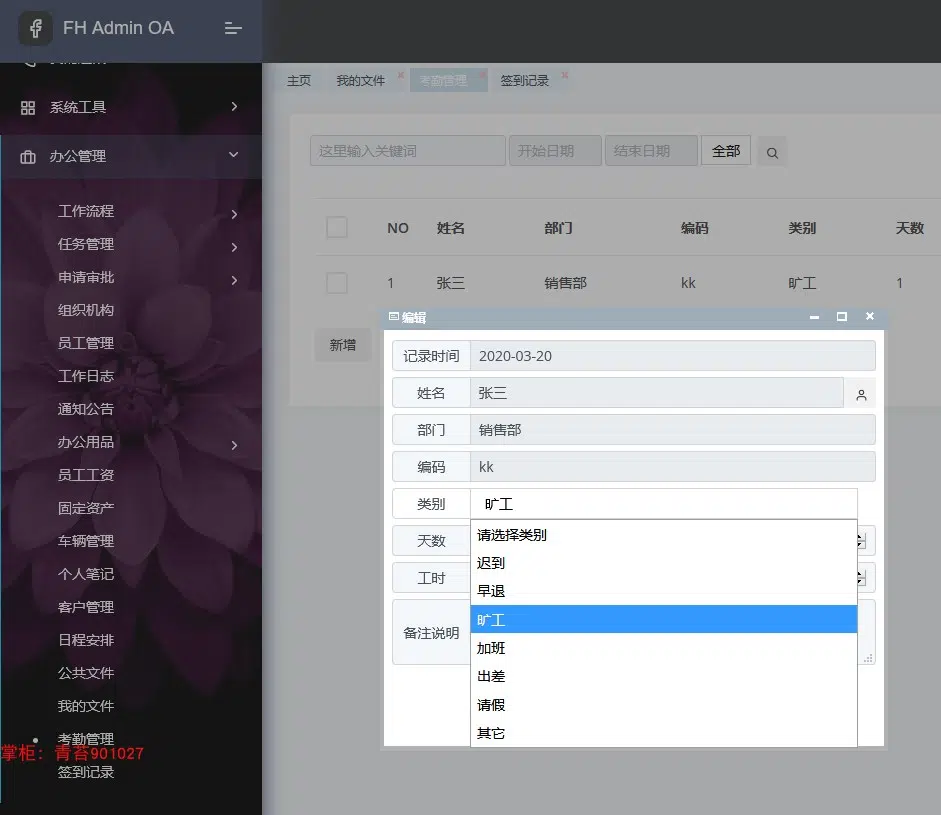 FH Admin OA
主页 我的文件 考勤管理 签到记录
系统工具
办公管理
工作流程
任务管理
申请审批
组织机构
员工管理
工作日志
通知公告
办公用品
员工工资
固定资产
车辆管理
个人笔记
客户管理
日程安排
公共文件
我的文件
考勤管理
掌柜：青苔901027
签到记录
这里输入关键词 开始日期 结束日期 全部
NO 姓名 部门 编码 类别 天数
1 张三 销售部 kk 旷工 1
新增
编辑
记录时间 2020-03-20
姓名 张三
部门 销售部
编码 kk
类别 旷工
天数
工时
备注说明
请选择类别
迟到
早退
旷工
加班
出差
请假
其它